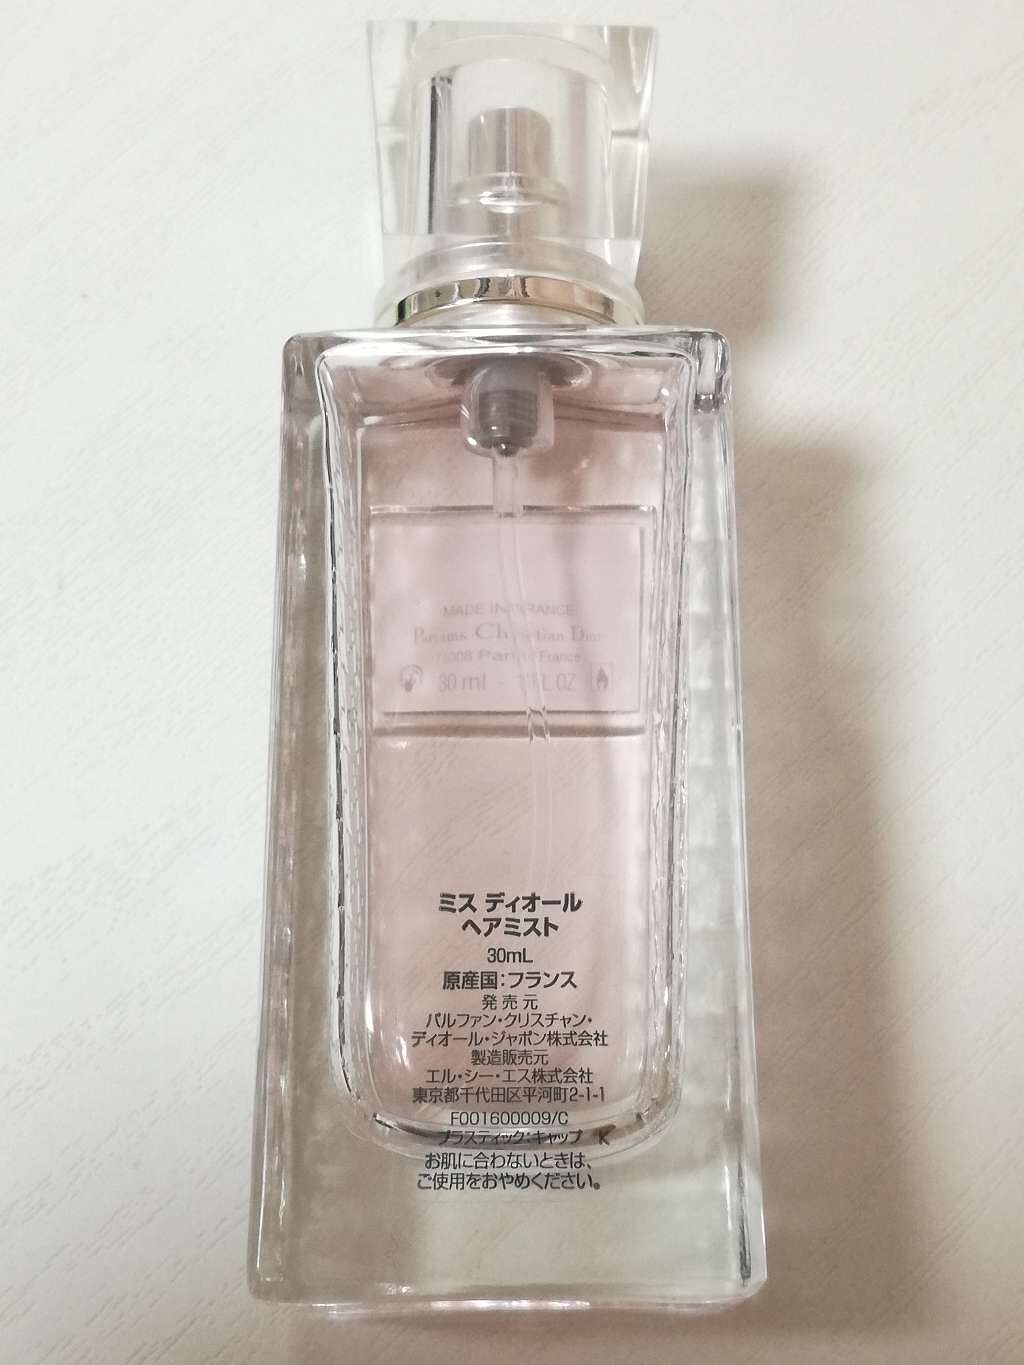 MADE IN FRANCE
Parfums Christian Dior
75008 Paris France
30 ml - 1 FL.OZ
ミス ディオール
ヘアミスト
30mL
原産国:フランス
発売元
パルファン・クリスチャン・
ディオール・ジャポン株式会社
製造販売元
エル・シー・エス株式会社
東京都千代田区平河町2-1-1
F001600009/C
プラスティック:キャップ K
お肌に合わないときは、
ご使用をおやめください。